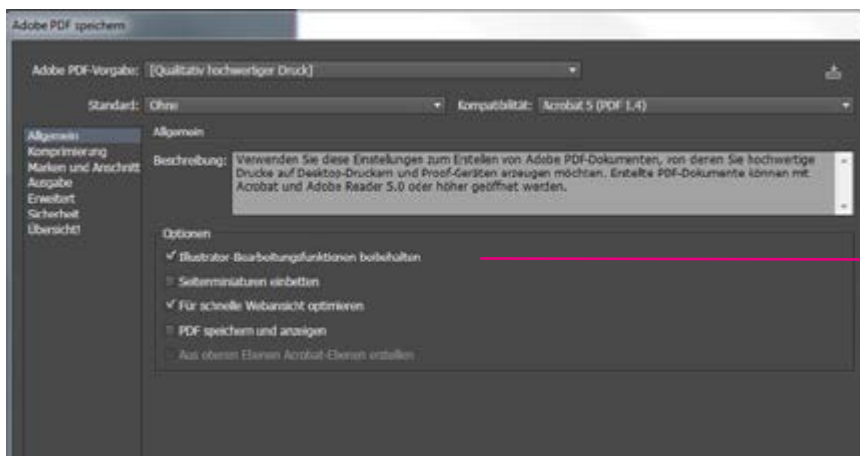 Adobe PDF speichern
Adobe PDF-Vorgabe: [Qualitativ hochwertiger Druck]
Standard: Ohne Kompatibilität: Acrobat 5 (PDF 1.4)
Allgemein
Komprimierung
Marken und Anschnitt
Ausgabe
Erweitert
Sicherheit
Übersicht
Allgemein
Beschreibung: Verwenden Sie diese Einstellungen zum Erstellen von Adobe PDF-Dokumenten, von deren Sie hochwertige
Drucke auf Desktop-Druckern und Proof-Geräten erzeugen möchten. Erstellte PDF-Dokumente können mit
Acrobat und Adobe Reader 5.0 oder höher geöffnet werden.
Optionen
Illustrator-Bearbeitungsfunktionen beibehalten
Seitenminiaturen einbetten
Für schnelle Webansicht optimieren
PDF speichern und anzeigen
Aus oberen Ebenen Acrobat-Ebenen erstellen